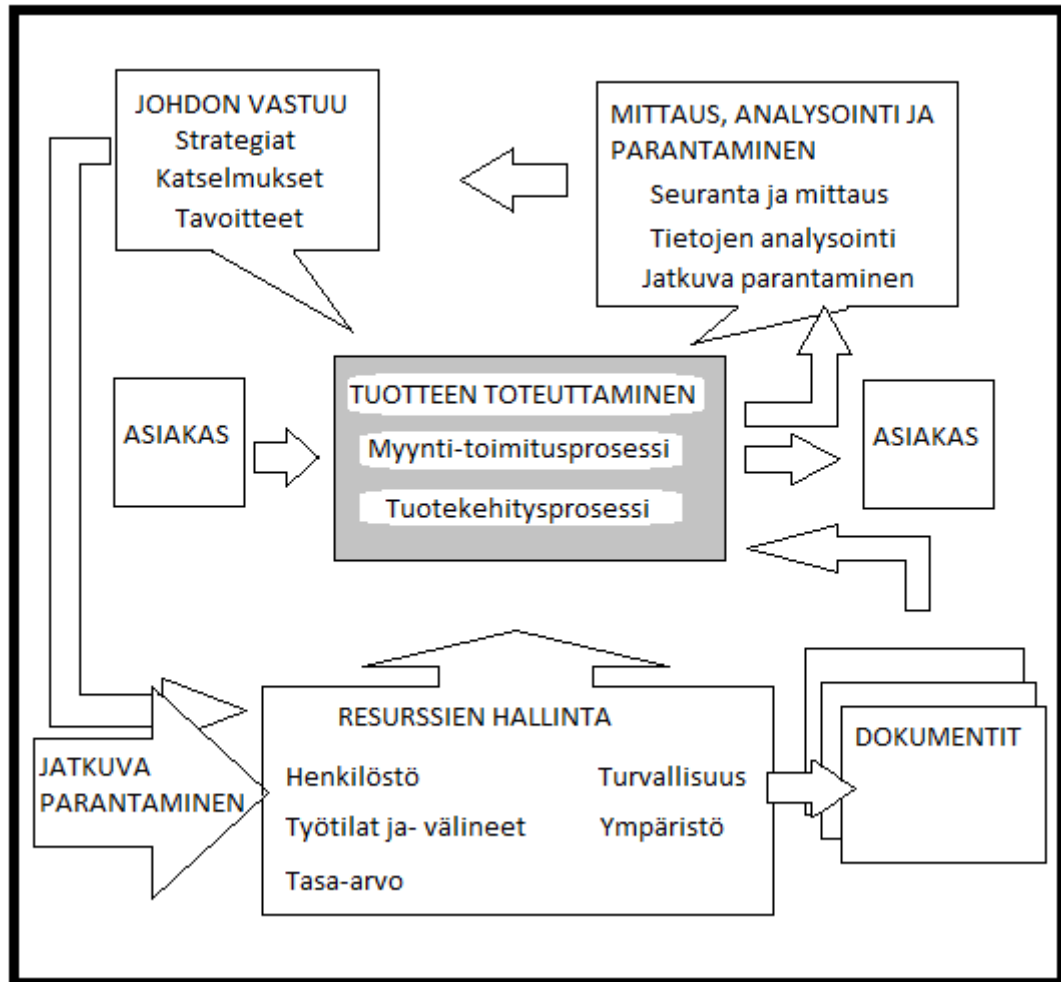 JOHDON VASTUU
Strategiat
Katselmukset
Tavoitteet
MITTAUS, ANALYSOINTI JA
PARANTAMINEN
Seuranta ja mittaus
Tietojen analysointi
Jatkuva parantaminen
ASIAKAS
TUOTTEEN TOTEUTTAMINEN
Myynti-toimitusprosessi
Tuotekehitysprosessi
ASIAKAS
JATKUVA
PARANTAMINEN
RESURSSIEN HALLINTA
Henkilöstö
Työtilat ja- välineet
Tasa-arvo
Turvallisuus
Ympäristö
DOKUMENTIT